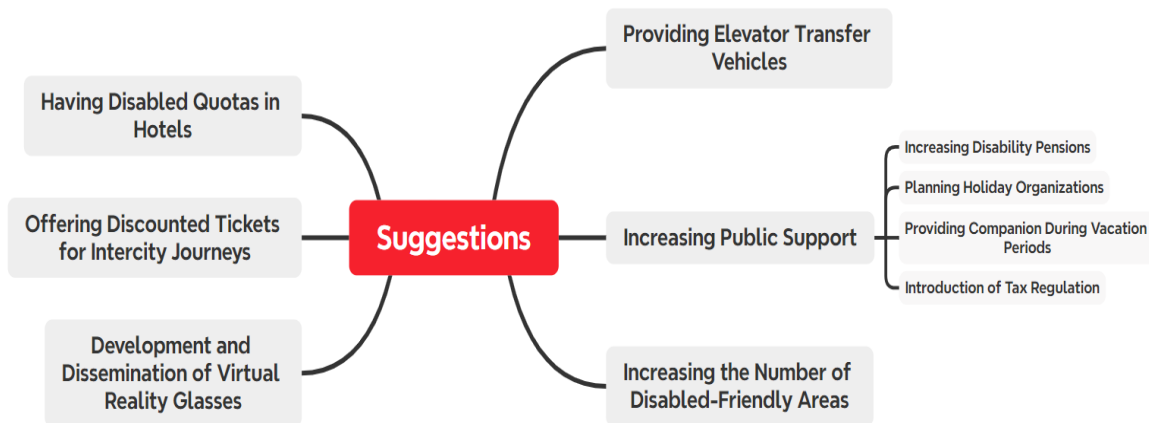 Providing Elevator Transfer
Vehicles
Having Disabled Quotas in
Hotels
Increasing Disability Pensions
Planning Holiday Organizations
Offering Discounted Tickets
for Intercity Journeys
Suggestions
Increasing Public Support
Providing Companion During Vacation
Periods
Introduction of Tax Regulation
Development and
Dissemination of Virtual
Reality Glasses
Increasing the Number of
Disabled-Friendly Areas